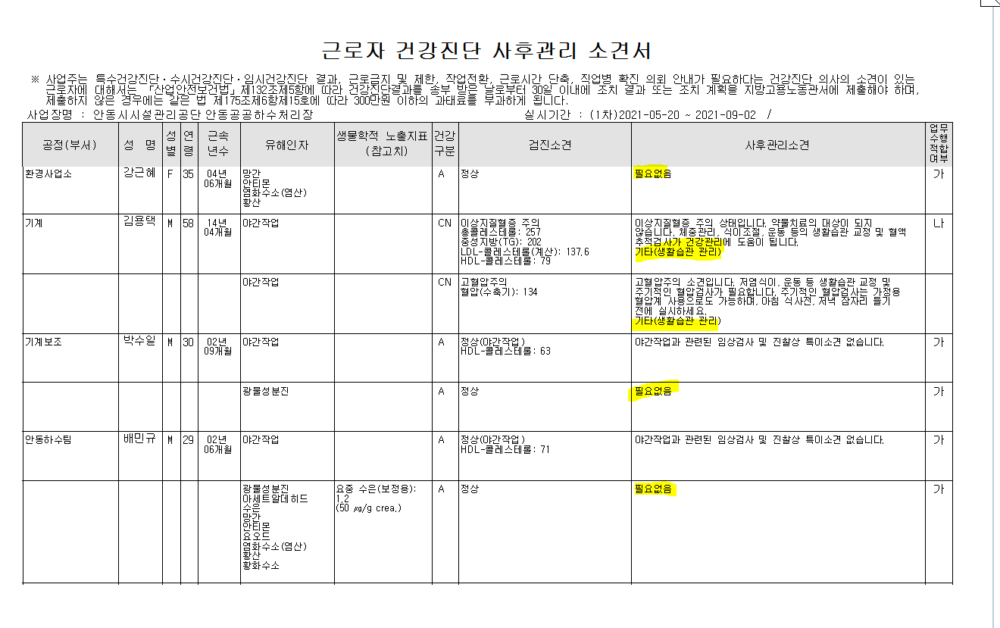 근로자 건강진단 사후관리 소견서
※ 사업주는 특수건강진단·수시건강진단·임시건강진단 결과, 근로금지 및 제한, 작업전환, 근로시간 단축, 직업병 확진 의뢰 안내가 필요하다는 건강진단 의사의 소견이 있는
근로자에 대해서는 「산업안전보건법」 제132조제5항에 따라 건강진단결과를 송부 받은 날로부터 30일 이내에 조치 결과 또는 조치 계획을 지방고용노동관서에 제출해야 하며,
제출하지 않은 경우에는 같은 법 제175조제6항제15호에 따라 300만원 이하의 과태료를 부과하게 됩니다.
사업장명 : 안동시시설관리공단 안동공공하수처리장 실시기간 : (1차)2021-05-20 ~ 2021-09-02 /
공정(부서) 성 명 성별 연령 근속년수 유해인자 생물학적 노출지표(참고치) 건강구분 검진소견 사후관리소견 업무수행적합여부
환경사업소 강근혜 F 35 04년 망간 A 정상 필요없음 가
06개월 안티몬
염화수소(염산)
황산
기계 김용택 M 58 14년 야간작업 CN 이상지질혈증 주의 이상지질혈증 주의 상태입니다. 약물치료의 대상이 되지 나
04개월 총콜레스테롤: 257 않습니다. 체중관리, 식이조절, 운동 등의 생활습관 교정 및 혈액
중성지방(TG): 202 추적검사가 건강관리에 도움이 됩니다.
LDL-콜레스테롤(계산): 137.6 기타(생활습관 관리)
HDL-콜레스테롤: 79
야간작업 CN 고혈압주의 고혈압주의 소견입니다. 저염식이, 운동 등 생활습관 교정 및
혈압(수축기): 134 주기적인 혈압검사가 필요합니다. 주기적인 혈압검사는 가정용
혈압계 사용으로도 가능하며, 아침 식사전, 저녁 잠자리 들기
전에 실시하세요.
기타(생활습관 관리)
기계보조 박수일 M 30 02년 야간작업 A 정상(야간작업) 야간작업과 관련된 임상검사 및 진찰상 특이소견 없습니다. 가
09개월 HDL-콜레스테롤: 63
광물성분진 A 정상 필요없음 가
안동하수팀 배민규 M 29 02년 야간작업 A 정상(야간작업) 야간작업과 관련된 임상검사 및 진찰상 특이소견 없습니다. 가
06개월 HDL-콜레스테롤: 71
광물성분진 요중 수은(보정용): A 정상 필요없음 가
아세트알데히드 1.2
수은 (50 ㎍/g crea.)
망간
안티몬
요오드
염화수소(염산)
황산
황화수소